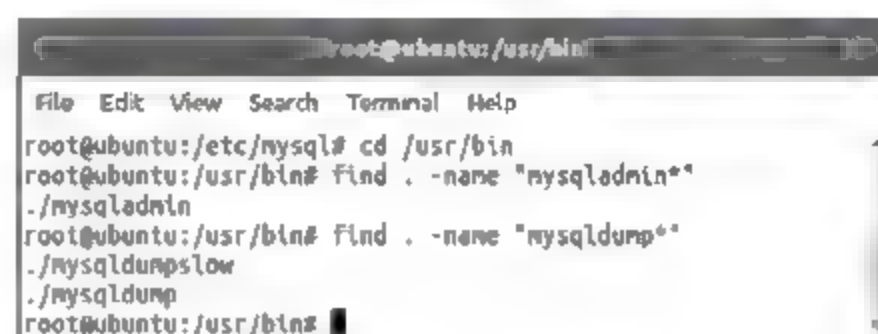 root@ubuntu: /usr/bin
File Edit View Search Terminal Help
root@ubuntu:/etc/mysql# cd /usr/bin
root@ubuntu:/usr/bin# find . -name "mysqladmin*"
./mysqladmin
root@ubuntu:/usr/bin# find . -name "mysqldump*"
./mysqldumpslow
./mysqldump
root@ubuntu:/usr/bin#